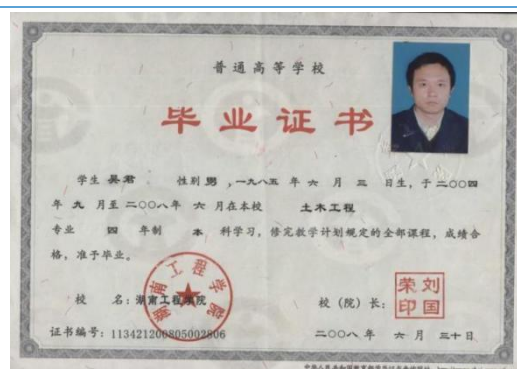 普通高等学校
毕业证书
学生 吴君 性别 男 ,一九八五 年 六 月 三 日生,于二〇〇四
年 九 月至二〇〇八年 六 月在本校 土木工程
专业 四 年制 本 科学习,修完教学计划规定的全部课程,成绩合
格,准予毕业。
湖南工程学院
校 名:湖南工程学院
校(院)长:
荣刘
印国
证书编号:113421200805002806
二〇〇八 年 六 月 三十日